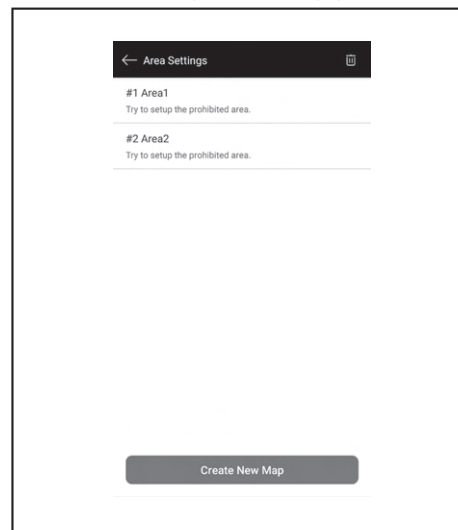 Area Settings
#1 Area1
Try to setup the prohibited area.
#2 Area2
Try to setup the prohibited area.
Create New Map